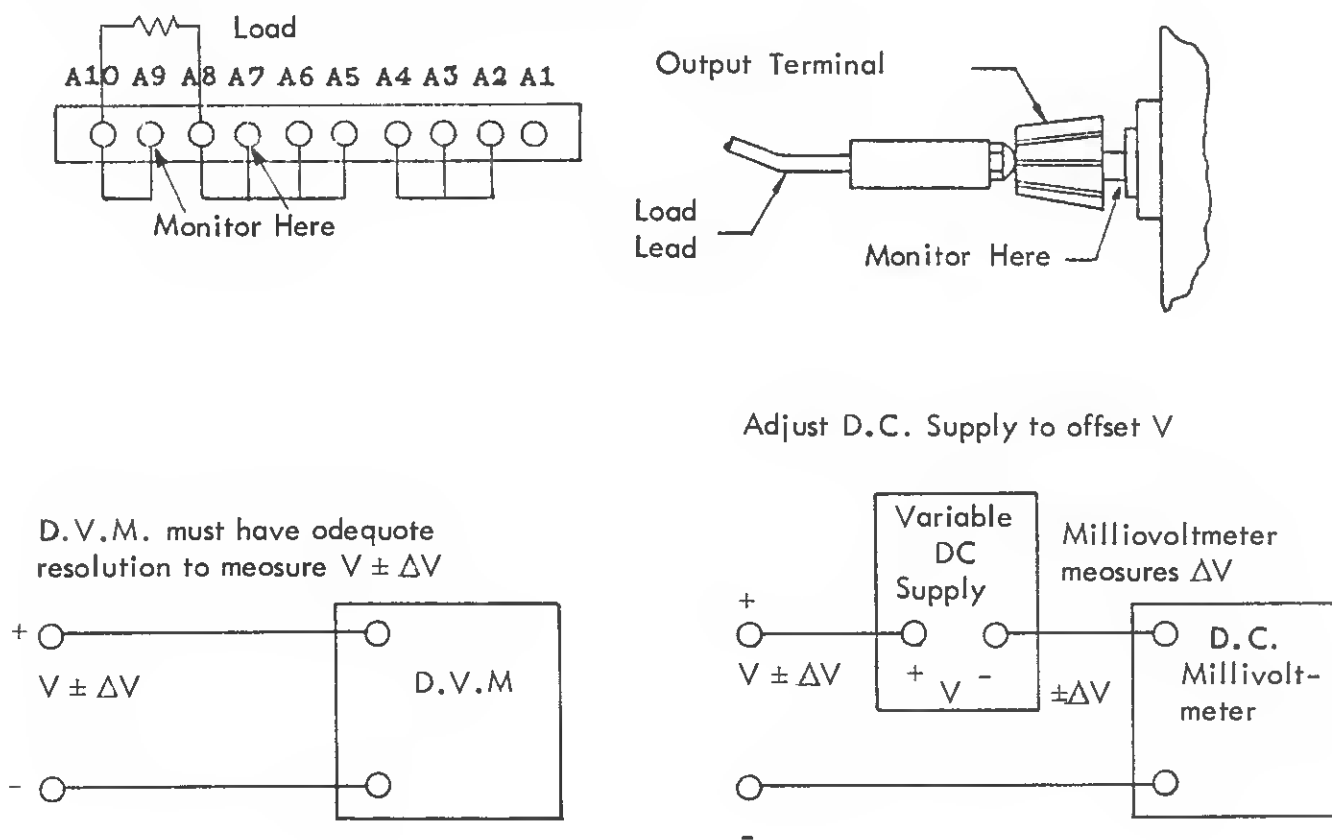 Load
A10 A9 A8 A7 A6 A5 A4 A3 A2 A1
Monitor Here
Output Terminal
Load
Lead
Monitor Here
D.V.M. must have odequote
resolution to meosure V ± ΔV
+
V ± ΔV
-
D.V.M
Adjust D.C. Supply to offset V
Variable
DC
Supply
+ V -
Milliovoltmeter
meosures ΔV
+
V ± ΔV
-
±ΔV
D.C.
Millivolt-
meter